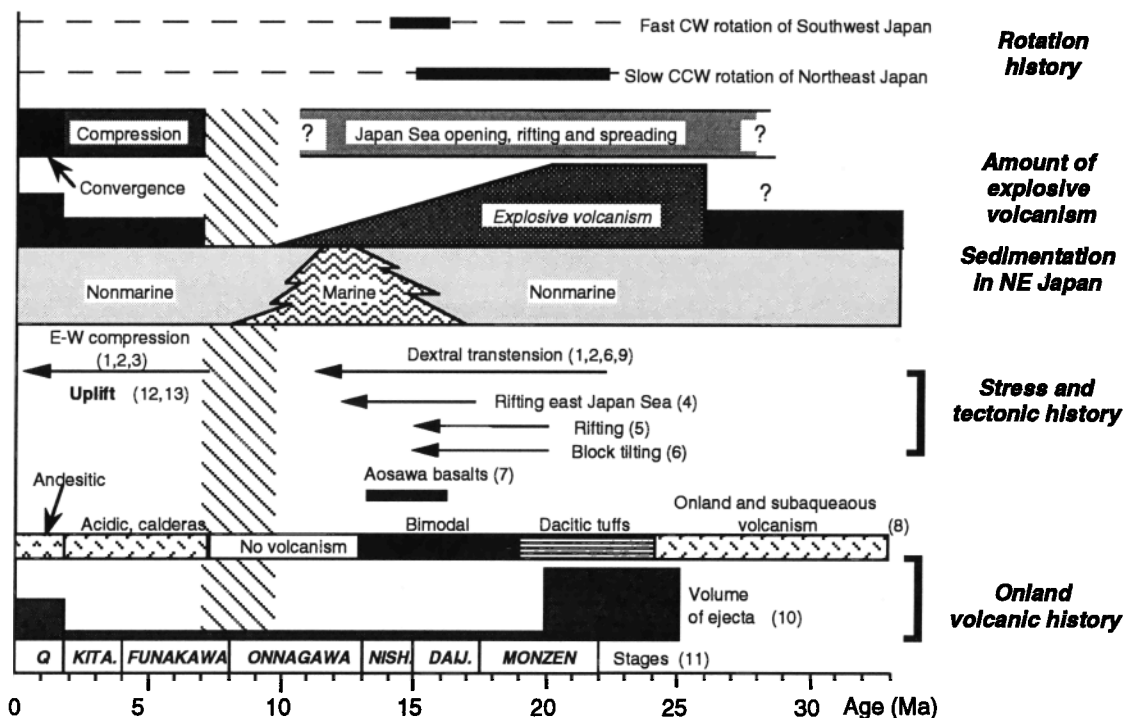 Fast CW rotation of Southwest Japan
Slow CCW rotation of Northeast Japan
Rotation
history
Compression
?
Japan Sea opening, rifting and spreading
?
Convergence
Explosive volcanism
?
Amount of
explosive
volcanism
Nonmarine
Marine
Nonmarine
Sedimentation
in NE Japan
E-W compression
(1,2,3)
Uplift (12,13)
Dextral transtension (1,2,6,9)
Rifting east Japan Sea (4)
Rifting (5)
Block tilting (6)
Aosawa basalts (7)
Stress and
tectonic history
Andesitic
Acidic, calderas
No volcanism
Bimodal
Dacitic tuffs
Onland and subaqueaous
volcanism
(8)
Volume
of ejecta (10)
Onland
volcanic history
Q
KITA.
FUNAKAWA
ONNAGAWA
NISH.
DAIJ.
MONZEN
Stages (11)
0
5
10
15
20
25
30
Age (Ma)